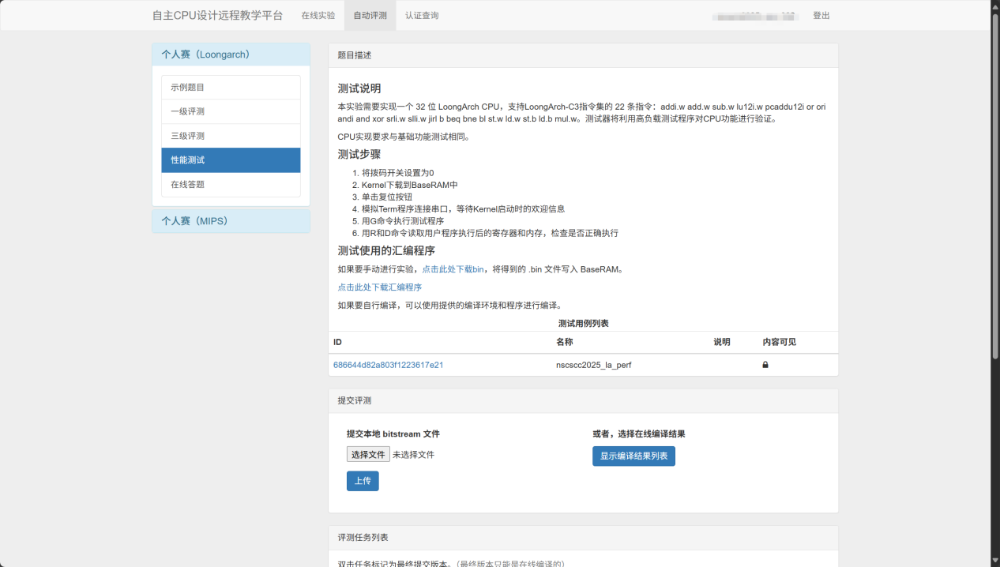 自主CPU设计远程教学平台 在线实验 自动评测 认证查询 登出
个人赛（Loongarch）
示例题目
一级评测
三级评测
性能测试
在线答题
个人赛（MIPS）
题目描述
测试说明
本实验需要实现一个 32 位 LoongArch CPU，支持LoongArch-C3指令集的 22 条指令：addi.w add.w sub.w lu12i.w pcaddu12i or ori
andi and xor srli.w slli.w jirl b beq bne bl st.w ld.w st.b ld.b mul.w。测试器将利用高负载测试程序对CPU功能进行验证。
CPU实现要求与基础功能测试相同。
测试步骤
1. 将拨码开关设置为0
2. Kernel下载到BaseRAM中
3. 单击复位按钮
4. 模拟Term程序连接串口，等待Kernel启动时的欢迎信息
5. 用G命令执行测试程序
6. 用R和D命令读取用户程序执行后的寄存器和内存，检查是否正确执行
测试使用的汇编程序
如果要手动进行实验，点击此处下载bin，将得到的 .bin 文件写入 BaseRAM。
点击此处下载汇编程序
如果要自行编译，可以使用提供的编译环境和程序进行编译。
测试用例列表
ID 名称 说明 内容可见
686644d82a803f1223617e21 nscscc2025_la_perf
提交评测
提交本地 bitstream 文件 或者，选择在线编译结果
选择文件 未选择文件 显示编译结果列表
上传
评测任务列表
双击任务标记为最终提交版本。（最终版本只能是在线编译的）